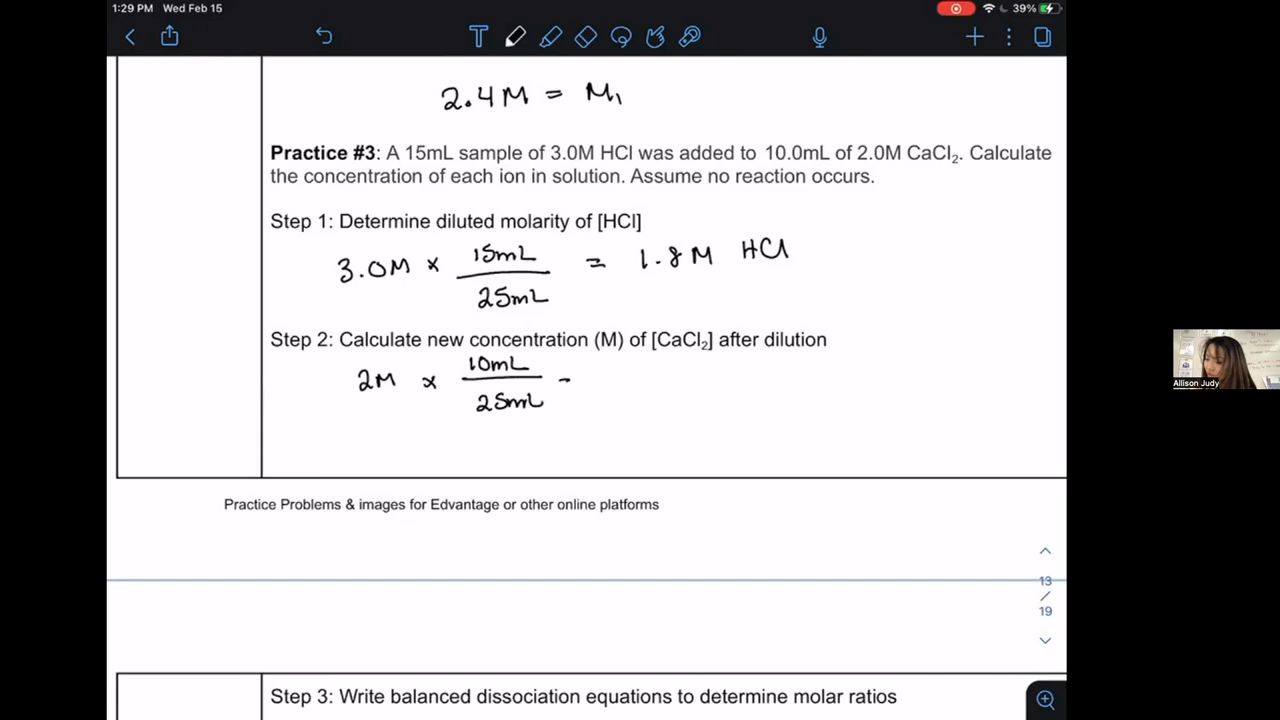 1:29 PM Wed Feb 15
39%
T
2.4M = M₁
Practice #3: A 15mL sample of 3.0M HCl was added to 10.0mL of 2.0M CaCl₂. Calculate
the concentration of each ion in solution. Assume no reaction occurs.
Step 1: Determine diluted molarity of [HCl]
3.0M × 15mL / 25mL = 1.8M HCl
Step 2: Calculate new concentration (M) of [CaCl₂] after dilution
2M × 10mL / 25mL =
Practice Problems & images for Edvantage or other online platforms
13
/
19
Step 3: Write balanced dissociation equations to determine molar ratios
Allison Judy